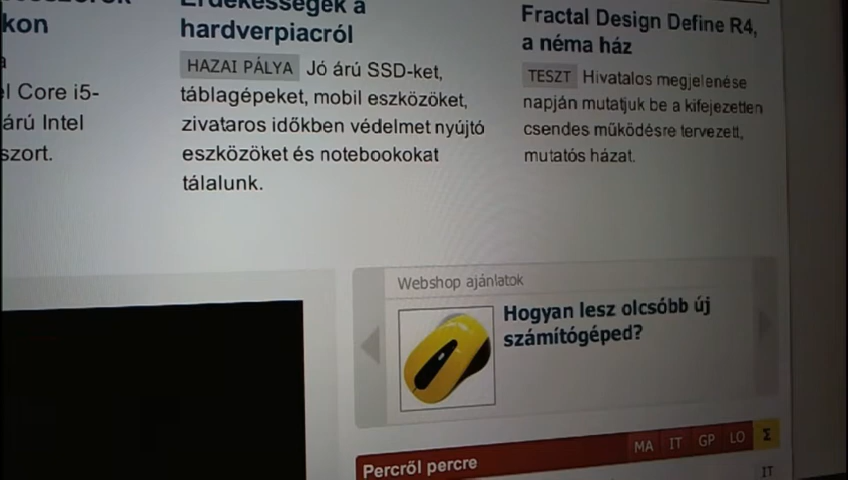 kon
l Core i5-
árú Intel
szort.
Érdekességek a
hardverpiacról
HAZAI PÁLYA Jó árú SSD-ket,
táblagépeket, mobil eszközöket,
zivataros időkben védelmet nyújtó
eszközöket és notebookokat
tálalunk.
Fractal Design Define R4,
a néma ház
TESZT Hivatalos megjelenése
napján mutatjuk be a kifejezetten
csendes működésre tervezett,
mutatós házat.
Webshop ajánlatok
Hogyan lesz olcsóbb új
számítógéped?
Percről percre
MA IT GP LO Σ
IT